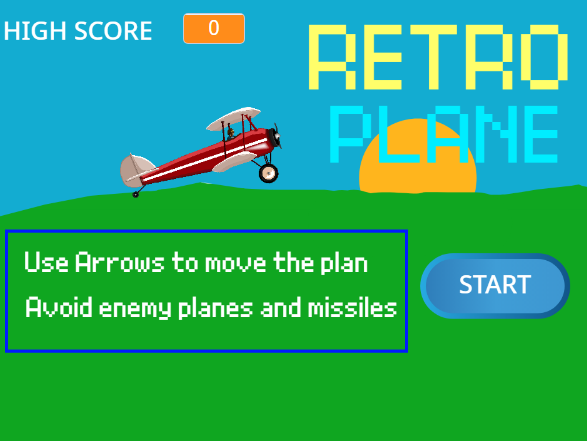 HIGH SCORE 0
RETRO
PLANE
Use Arrows to move the plan
Avoid enemy planes and missiles
START